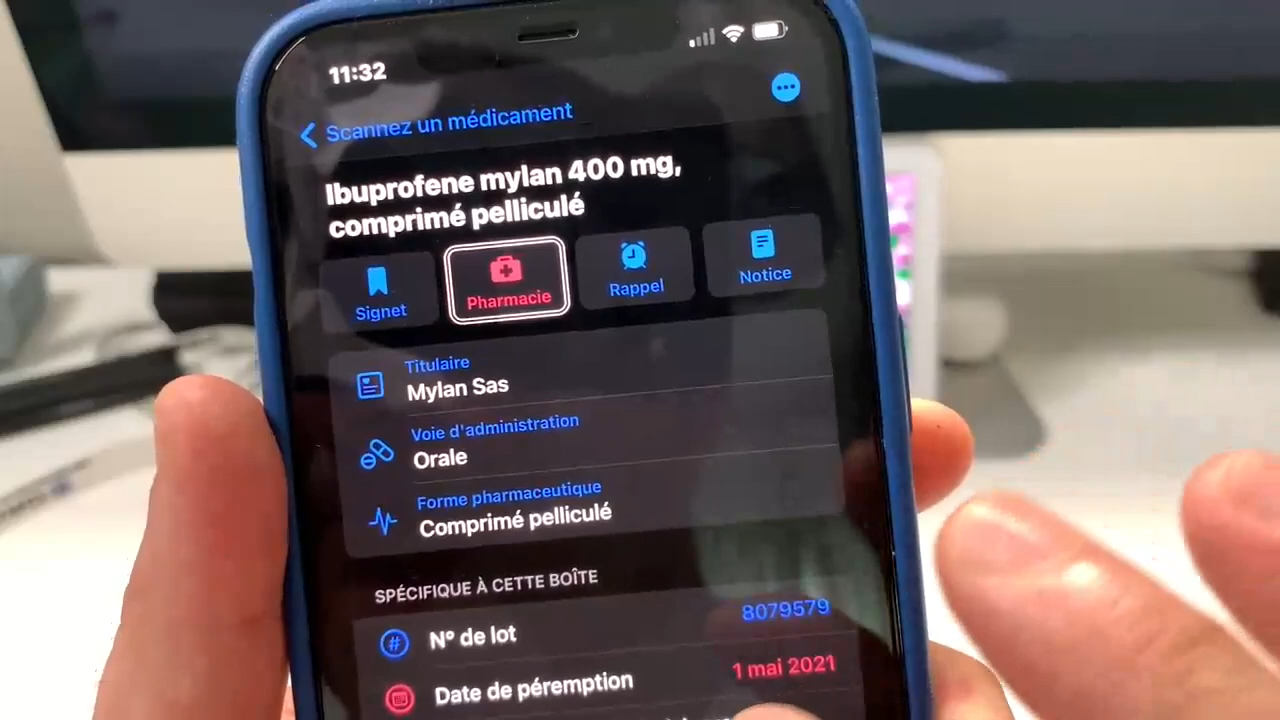 11:32
Scannez un médicament
Ibuprofene mylan 400 mg,
comprimé pelliculé
Signet
Pharmacie
Rappel
Notice
Titulaire
Mylan Sas
Voie d'administration
Orale
Forme pharmaceutique
Comprimé pelliculé
SPÉCIFIQUE À CETTE BOÎTE
N° de lot
8079579
Date de péremption
1 mai 2021